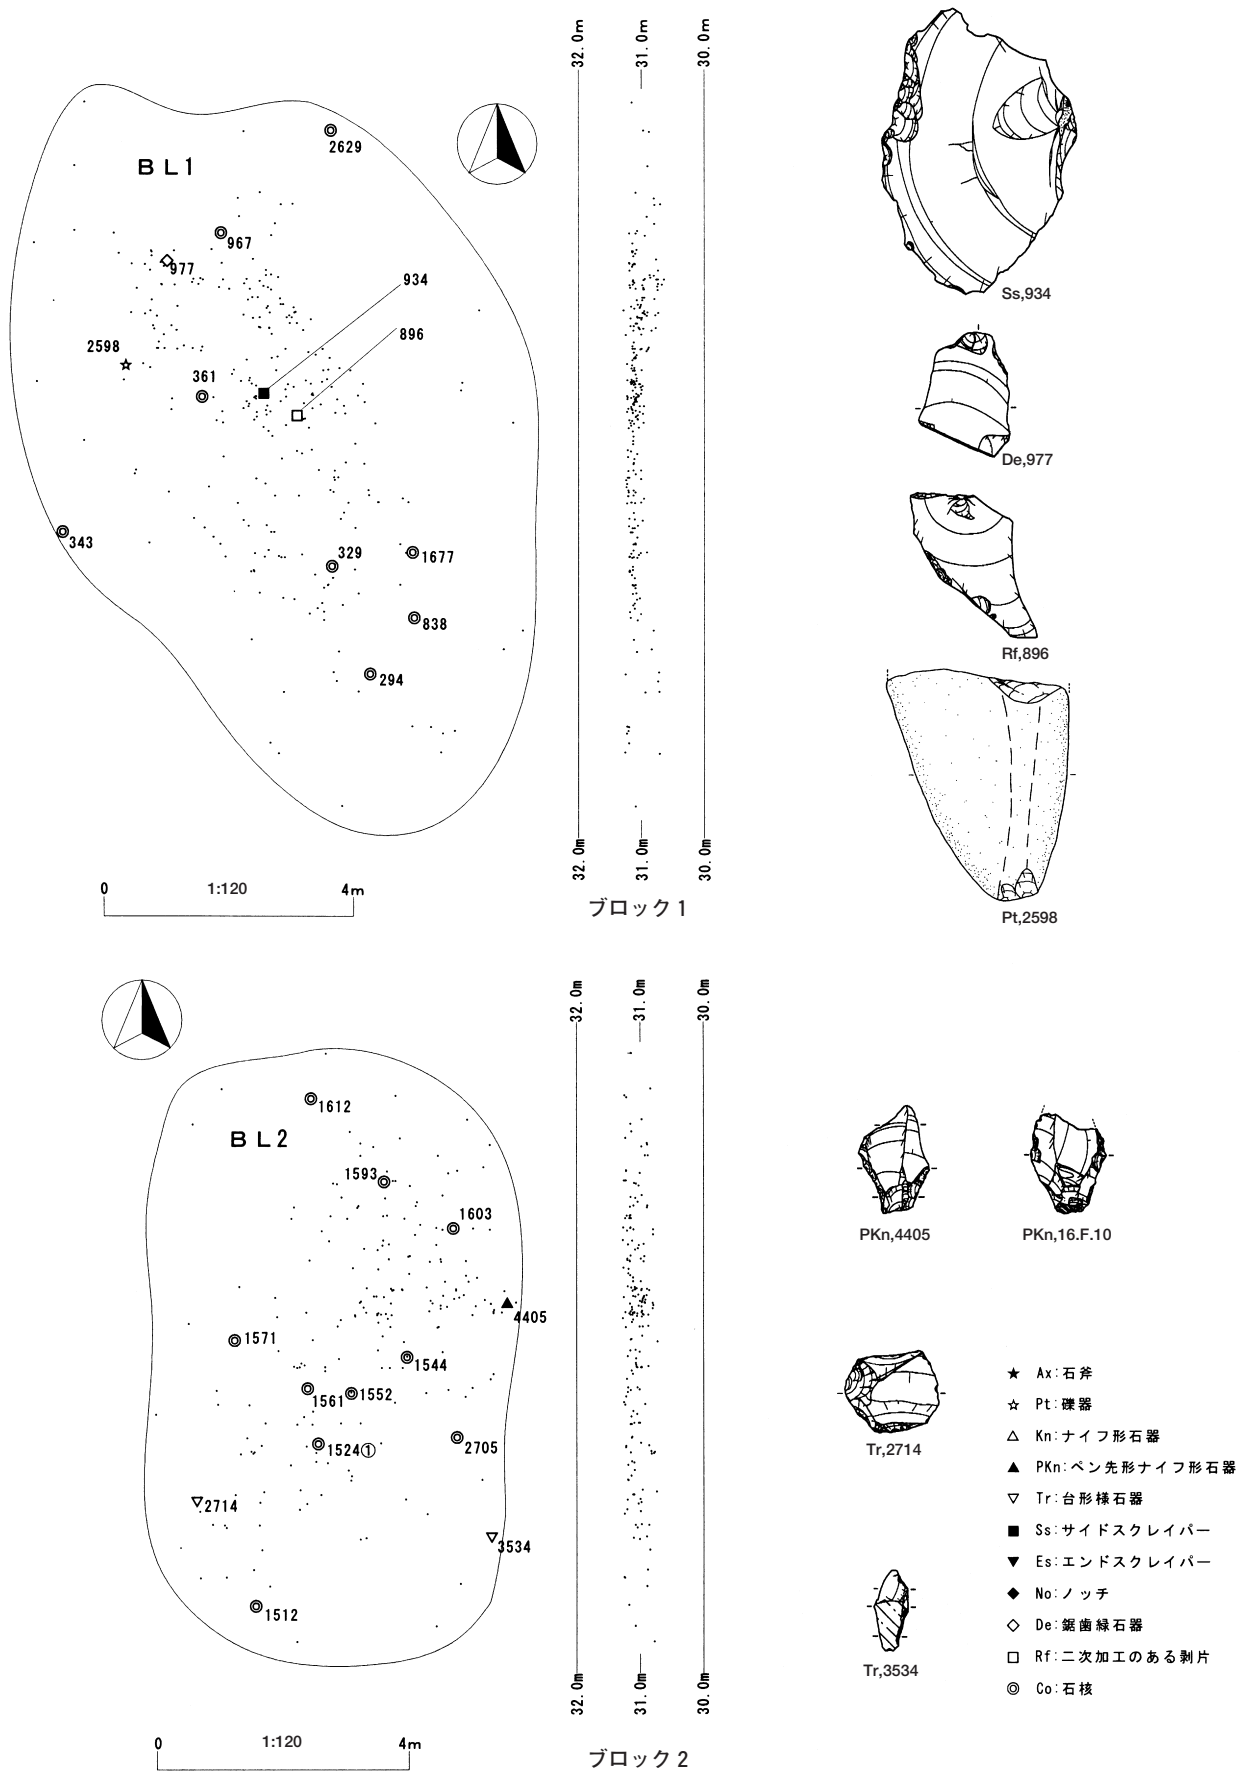 32.0m
31.0m
30.0m
BL1
2629
967
977
934
896
2598
361
343
329
1677
838
294
32.0m
31.0m
30.0m
0
1:120
4m
ブロック1
Ss,934
De,977
Rf,896
Pt,2598
32.0m
31.0m
30.0m
BL2
1612
1593
1603
4405
1571
1544
1561
1552
1524①
2705
2714
3534
1512
32.0m
31.0m
30.0m
0
1:120
4m
ブロック2
PKn,4405
PKn,16.F.10
Tr,2714
Tr,3534
★ Ax:石斧
☆ Pt:礫器
△ Kn:ナイフ形石器
▲ PKn:ペン先形ナイフ形石器
▽ Tr:台形様石器
■ Ss:サイドスクレイパー
▼ Es:エンドスクレイパー
◆ No:ノッチ
◇ De:鋸歯縁石器
□ Rf:二次加工のある剥片
◎ Co:石核